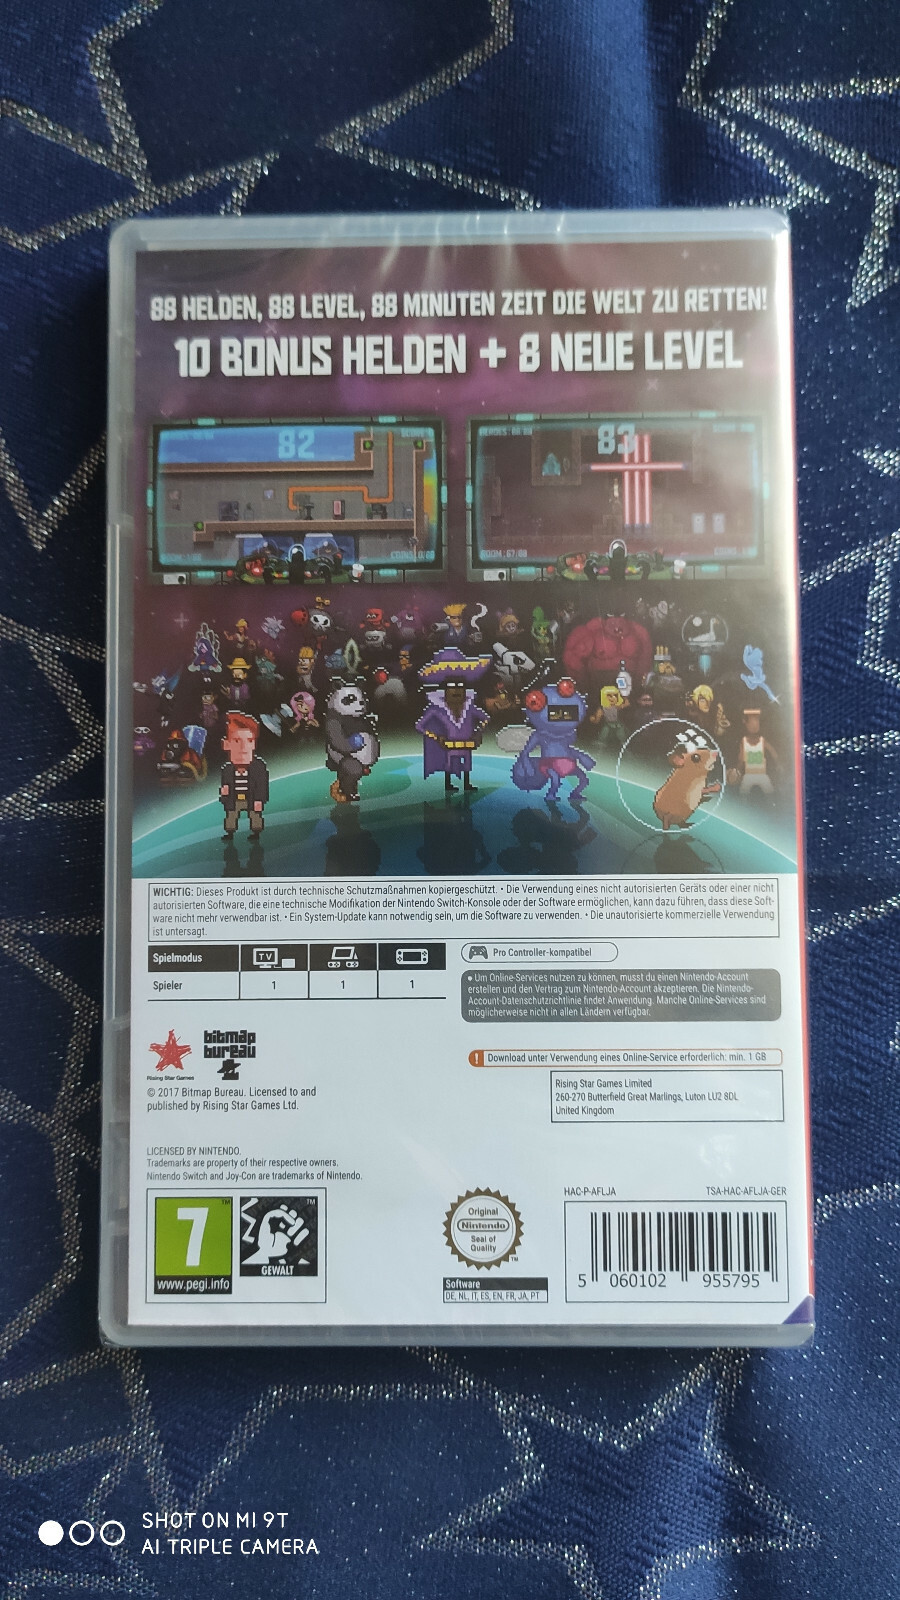 88 HELDEN, 88 LEVEL, 88 MINUTEN ZEIT DIE WELT ZU RETTEN!
10 BONUS HELDEN + 8 NEUE LEVEL
82
83
WICHTIG: Dieses Produkt ist durch technische Schutzmaßnahmen kopiergeschützt. • Die Verwendung eines nicht autorisierten Geräts oder einer nicht
autorisierten Software, die eine technische Modifikation der Nintendo Switch-Konsole oder der Software ermöglichen, kann dazu führen, dass diese Soft-
ware nicht mehr verwendbar ist. • Ein System-Update kann notwendig sein, um die Software zu verwenden. • Die unautorisierte kommerzielle Verwendung
ist untersagt.
Spielmodus TV
Spieler 1 1 1
Pro Controller-kompatibel
• Um Online-Services nutzen zu können, musst du einen Nintendo-Account
erstellen und den Vertrag zum Nintendo-Account akzeptieren. Die Nintendo-
Account-Datenschutzrichtlinie findet Anwendung. Manche Online-Services sind
möglicherweise nicht in allen Ländern verfügbar.
Rising Star Games
bitmap
bureau
! Download unter Verwendung eines Online-Service erforderlich: min. 1 GB
© 2017 Bitmap Bureau. Licensed to and
published by Rising Star Games Ltd.
Rising Star Games Limited
260-270 Butterfield Great Marlings, Luton LU2 8DL
United Kingdom
LICENSED BY NINTENDO.
Trademarks are property of their respective owners.
Nintendo Switch and Joy-Con are trademarks of Nintendo.
7
www.pegi.info
GEWALT
Original
Nintendo
Seal of
Quality
TM
Software
DE, NL, IT, ES, EN, FR, JA, PT
HAC-P-AFLJA TSA-HAC-AFLJA-GER
5 060102 955795
SHOT ON MI 9T
AI TRIPLE CAMERA